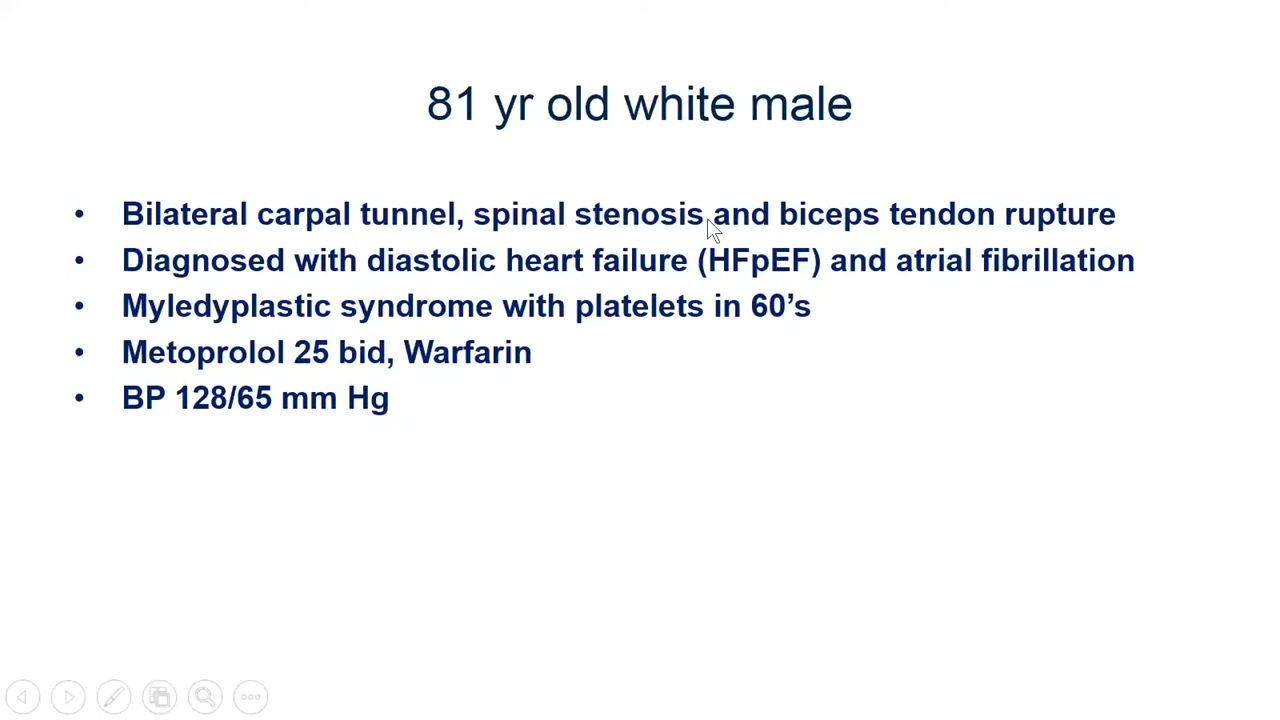 81 yr old white male
• Bilateral carpal tunnel, spinal stenosis and biceps tendon rupture
• Diagnosed with diastolic heart failure (HFpEF) and atrial fibrillation
• Myledyplastic syndrome with platelets in 60’s
• Metoprolol 25 bid, Warfarin
• BP 128/65 mm Hg